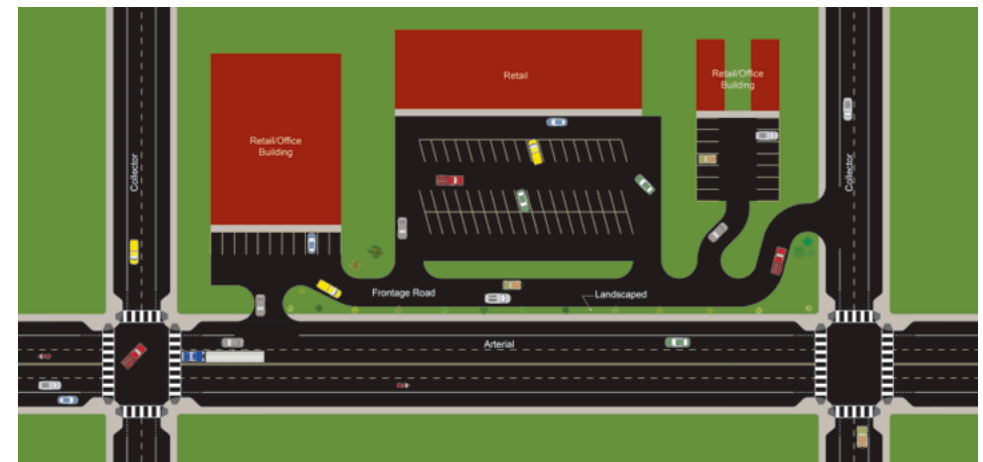 Retail
Retail/Office
Building
Retail/Office
Building
Collector
Collector
Frontage Road
Landscaped
Arterial